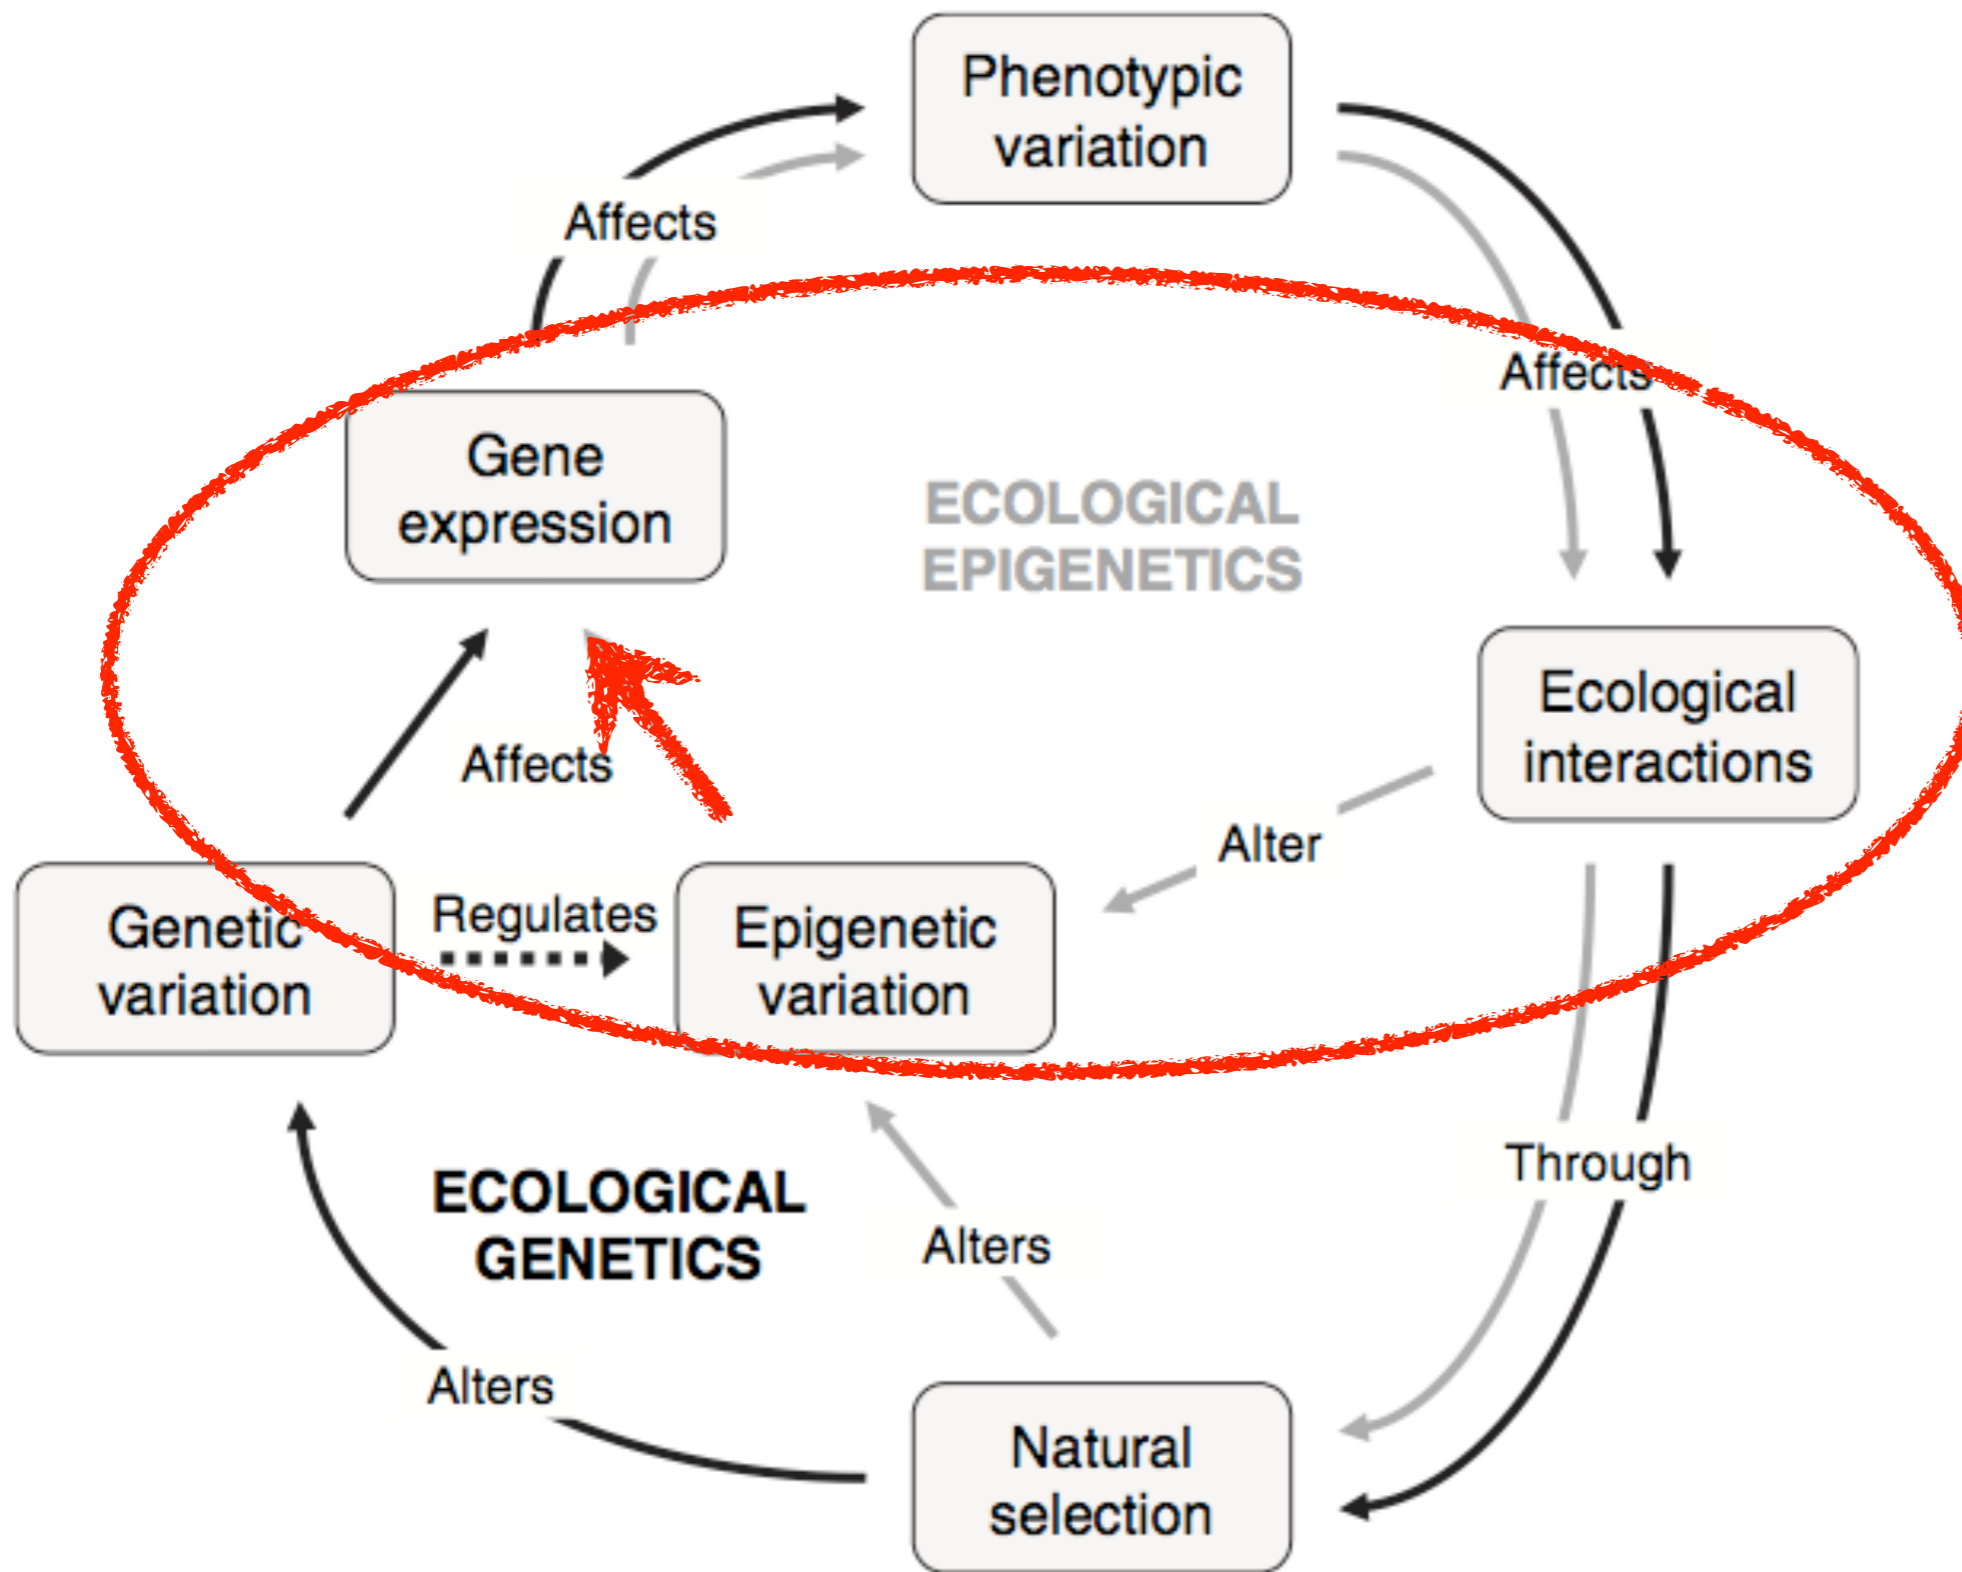 Phenotypic
variation
Affects
Affects
Gene
expression
ECOLOGICAL
EPIGENETICS
Ecological
interactions
Affects
Alter
Genetic
variation
Regulates
Epigenetic
variation
Through
ECOLOGICAL
GENETICS
Alters
Alters
Natural
selection